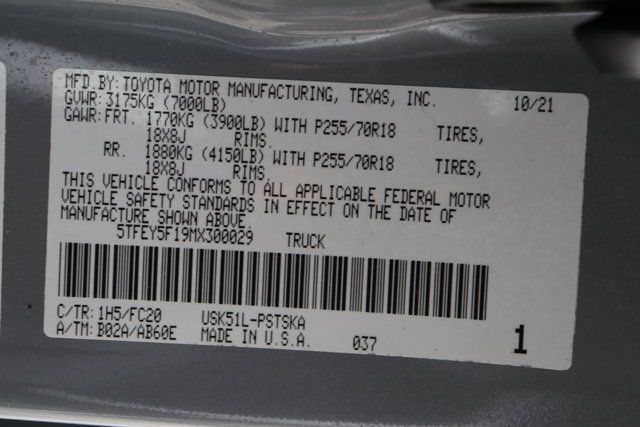 MFD.BY:TOYOTA MOTOR MANUFACTURING, TEXAS, INC. 10/21
GVWR:3175KG (7000LB)
GAWR:FRT. 1770KG (3900LB) WITH P255/70R18 TIRES,
18X8J RIMS.
RR. 1880KG (4150LB) WITH P255/70R18 TIRES,
18X8J RIMS.
THIS VEHICLE CONFORMS TO ALL APPLICABLE FEDERAL MOTOR
VEHICLE SAFETY STANDARDS IN EFFECT ON THE DATE OF
MANUFACTURE SHOWN ABOVE.
5TFEY5F19MX300029 TRUCK
C/TR:1H5/FC20 USK51L-PSTSKA
A/TM:B02A/AB60E MADE IN U.S.A. 037 1